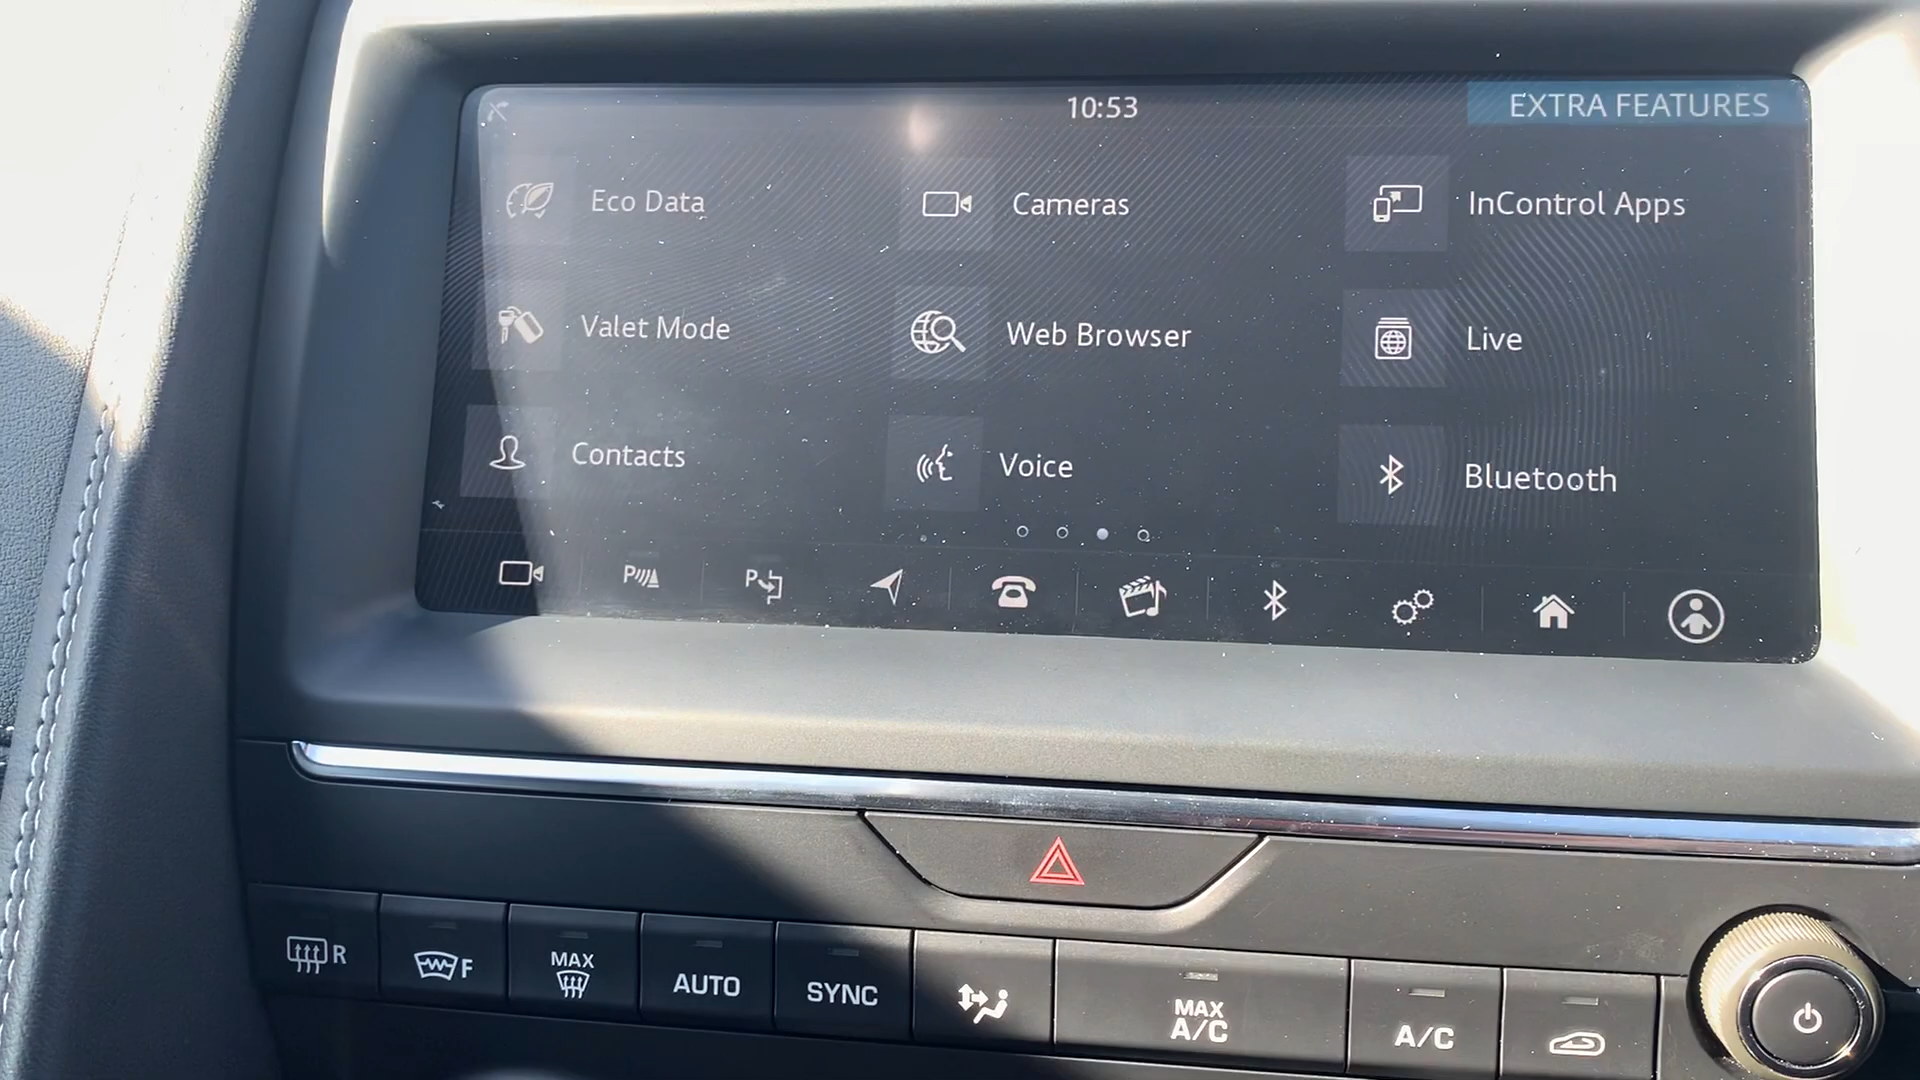 10:53
EXTRA FEATURES
Eco Data
Cameras
InControl Apps
Valet Mode
Web Browser
Live
Contacts
Voice
Bluetooth
P
P
R
F
MAX
AUTO
SYNC
MAX
A/C
A/C